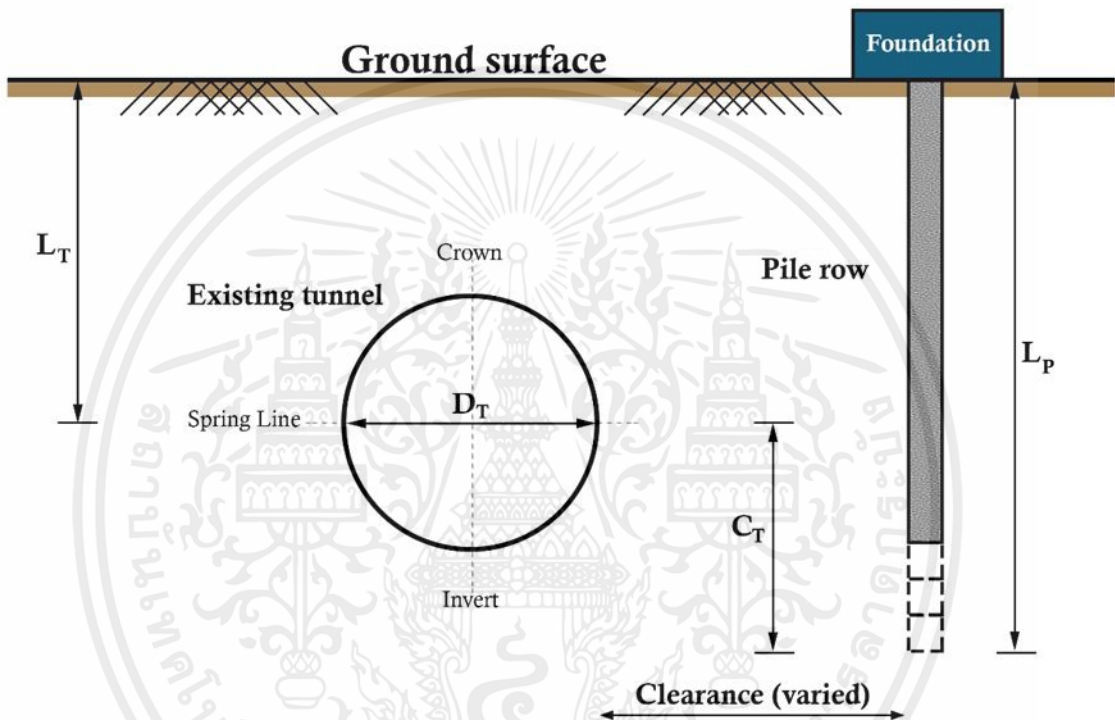 Foundation
Ground surface
L_T
Crown
Pile row
Existing tunnel
L_P
D_T
Spring Line
C_T
Invert
Clearance (varied)